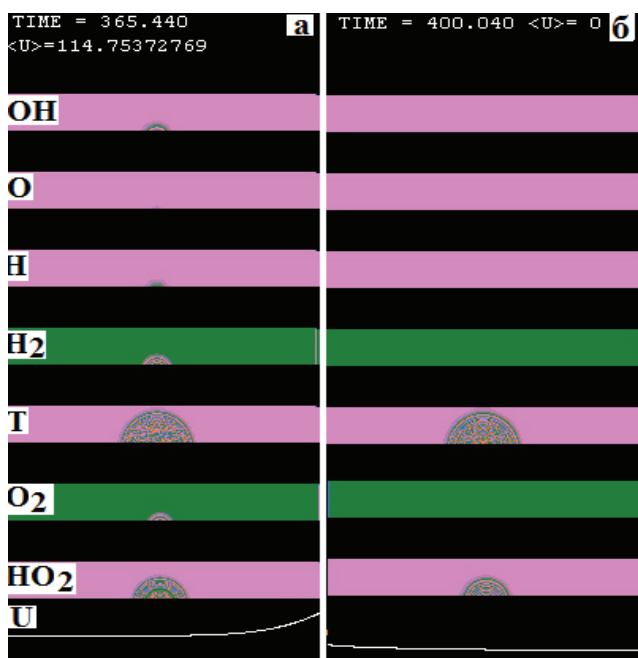 TIME = 365.440 а
<U>=114.75372769
TIME = 400.040 <U>= 0 б
OH
O
H
H2
T
O2
HO2
U